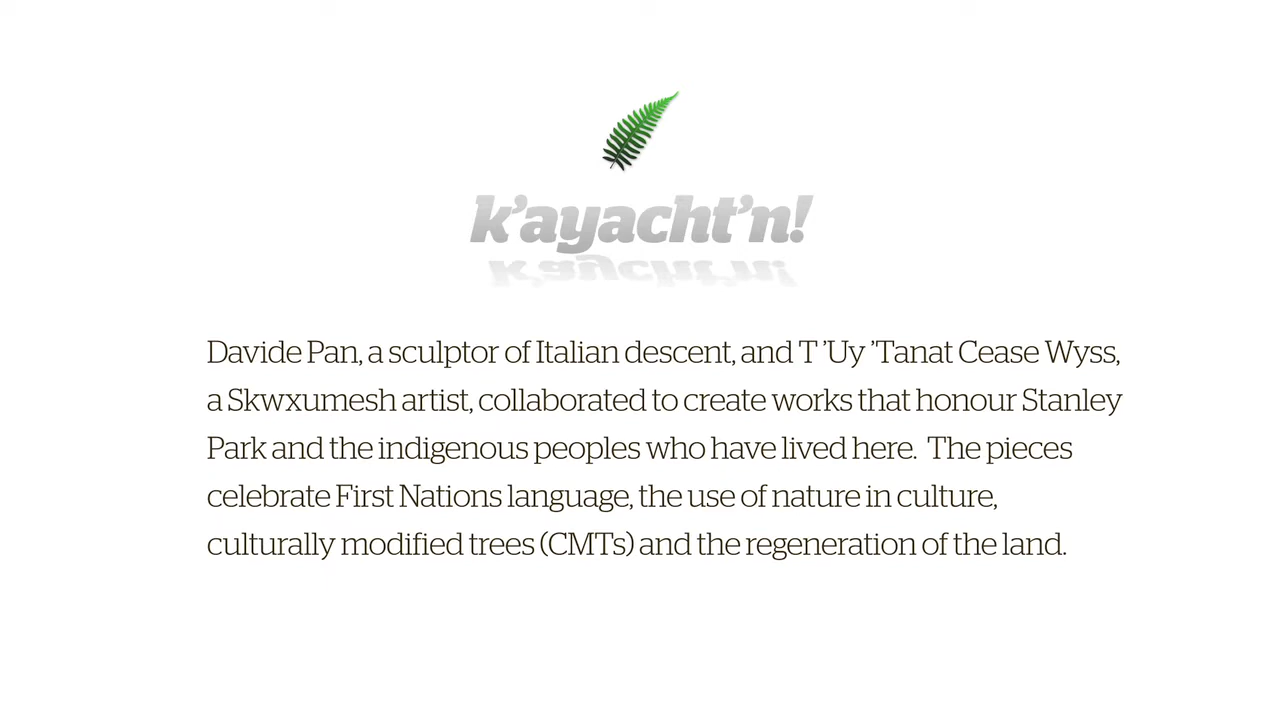 k’ayacht’n!
Davide Pan, a sculptor of Italian descent, and T ’Uy ’Tanat Cease Wyss,
a Skwxumesh artist, collaborated to create works that honour Stanley
Park and the indigenous peoples who have lived here.  The pieces
celebrate First Nations language, the use of nature in culture,
culturally modified trees (CMTs) and the regeneration of the land.